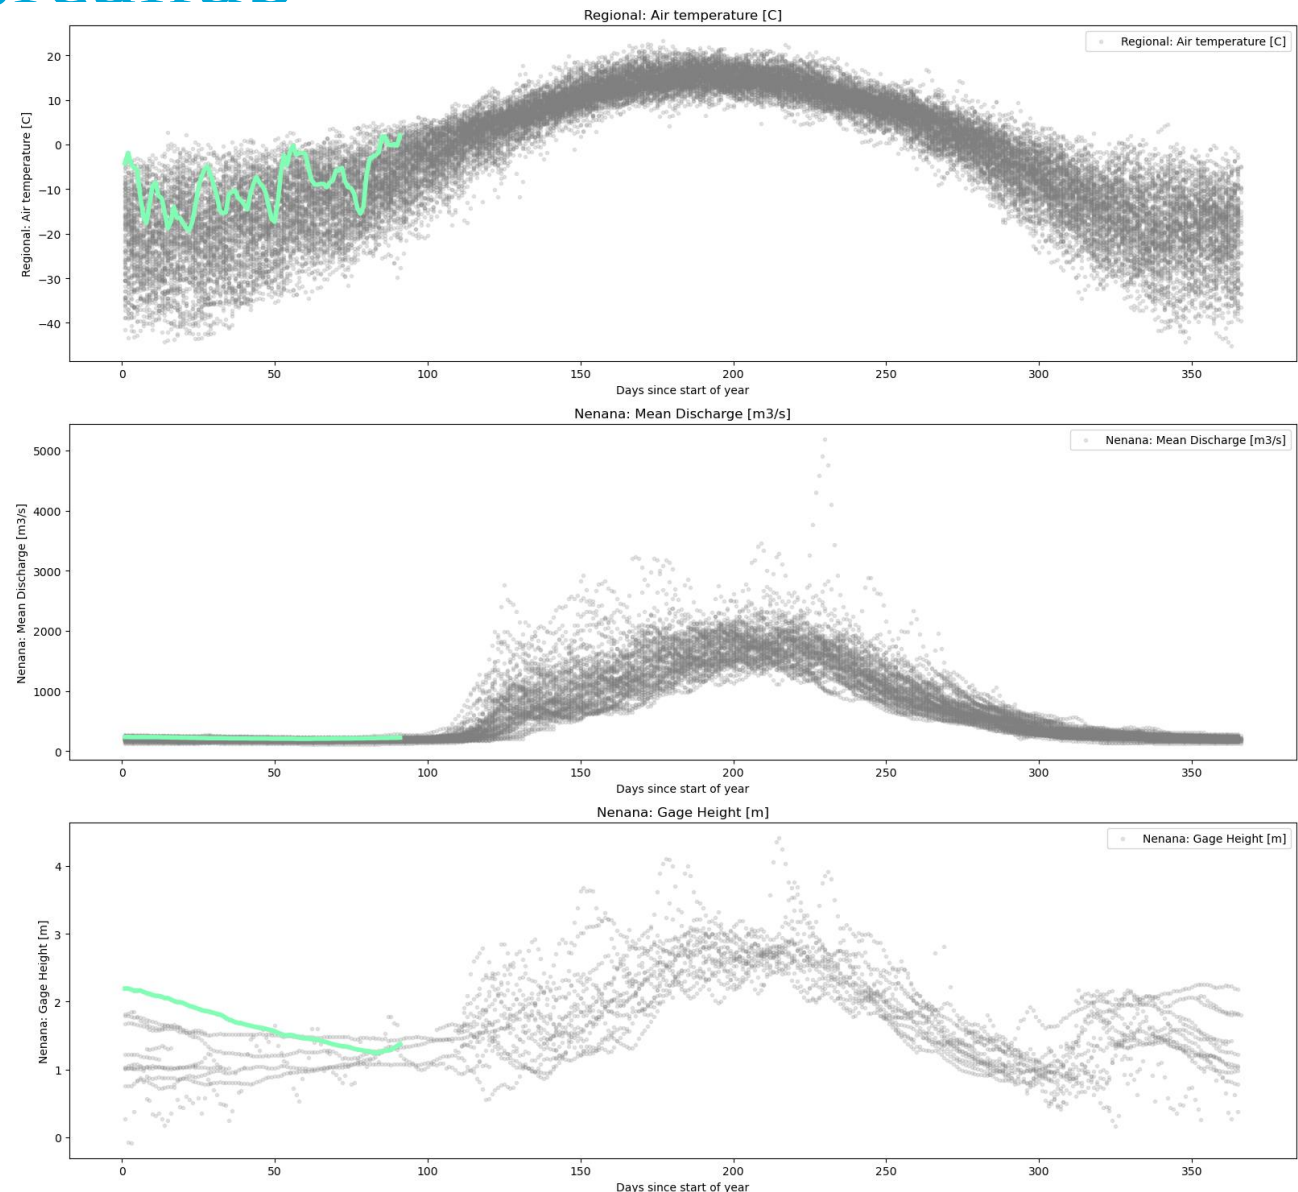 Regional: Air temperature [C]
Regional: Air temperature [C]
Regional: Air temperature [C]
20
10
0
−10
−20
−30
−40
0 50 100 150 200 250 300 350
Days since start of year
Nenana: Mean Discharge [m3/s]
Nenana: Mean Discharge [m3/s]
Nenana: Mean Discharge [m3/s]
5000
4000
3000
2000
1000
0
0 50 100 150 200 250 300 350
Days since start of year
Nenana: Gage Height [m]
Nenana: Gage Height [m]
Nenana: Gage Height [m]
4
3
2
1
0
0 50 100 150 200 250 300 350
Days since start of year